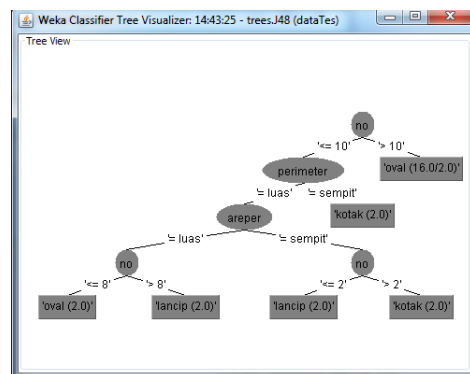 Weka Classifier Tree Visualizer: 14:43:25 - trees.J48 (dataTes)
Tree View
no
'<= 10' '> 10'
perimeter 'oval (16.0/2.0)'
'= luas' '= sempit'
areper 'kotak (2.0)'
'= luas' '= sempit'
no no
'<= 8' '> 8' '<= 2' '> 2'
'oval (2.0)' 'lancip (2.0)' 'lancip (2.0)' 'kotak (2.0)'